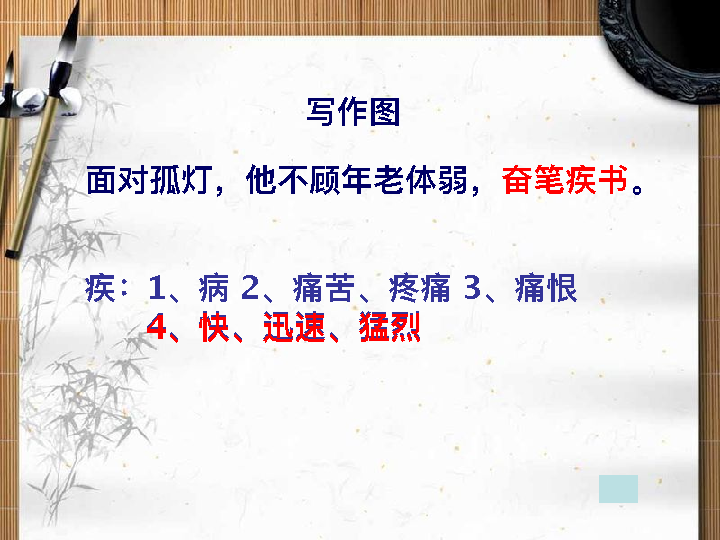 写作图
面对孤灯，他不顾年老体弱，奋笔疾书。
疾：1、病 2、痛苦、疼痛 3、痛恨
4、快、迅速、猛烈